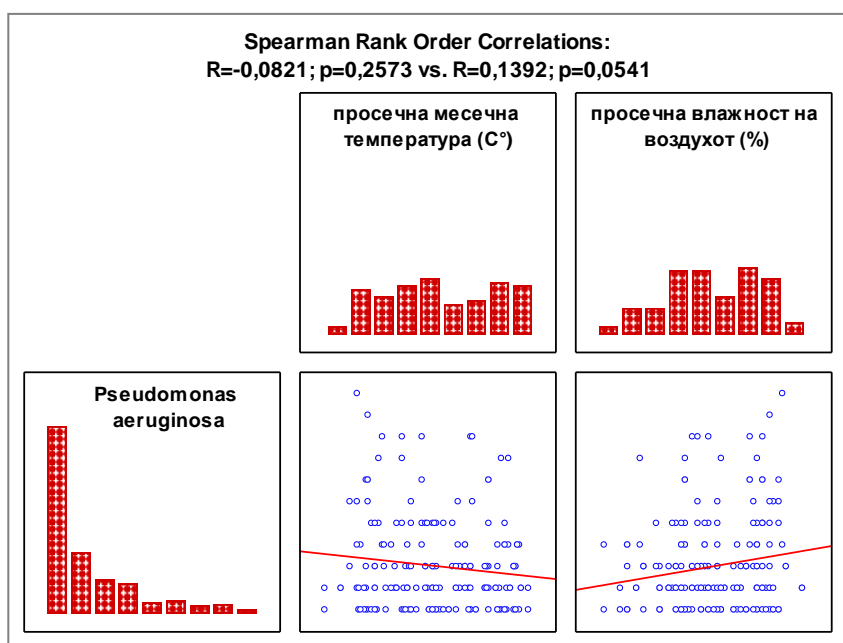 Spearman Rank Order Correlations:
R=-0,0821; p=0,2573 vs. R=0,1392; p=0,0541
просечна месечна
температура (C°)
просечна влажност на
воздухот (%)
Pseudomonas
aeruginosa